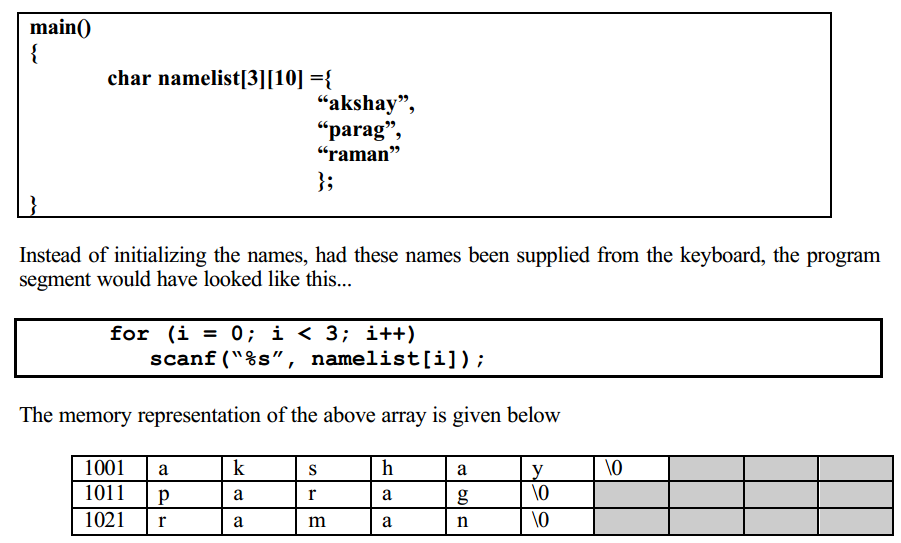 main()
{
char namelist[3][10] ={
“akshay”,
“parag”,
“raman”
};
}
Instead of initializing the names, had these names been supplied from the keyboard, the program
segment would have looked like this...
for (i = 0; i < 3; i++)
scanf(“%s”, namelist[i]);
The memory representation of the above array is given below
1001 a k s h a y \0
1011 p a r a g \0
1021 r a m a n \0